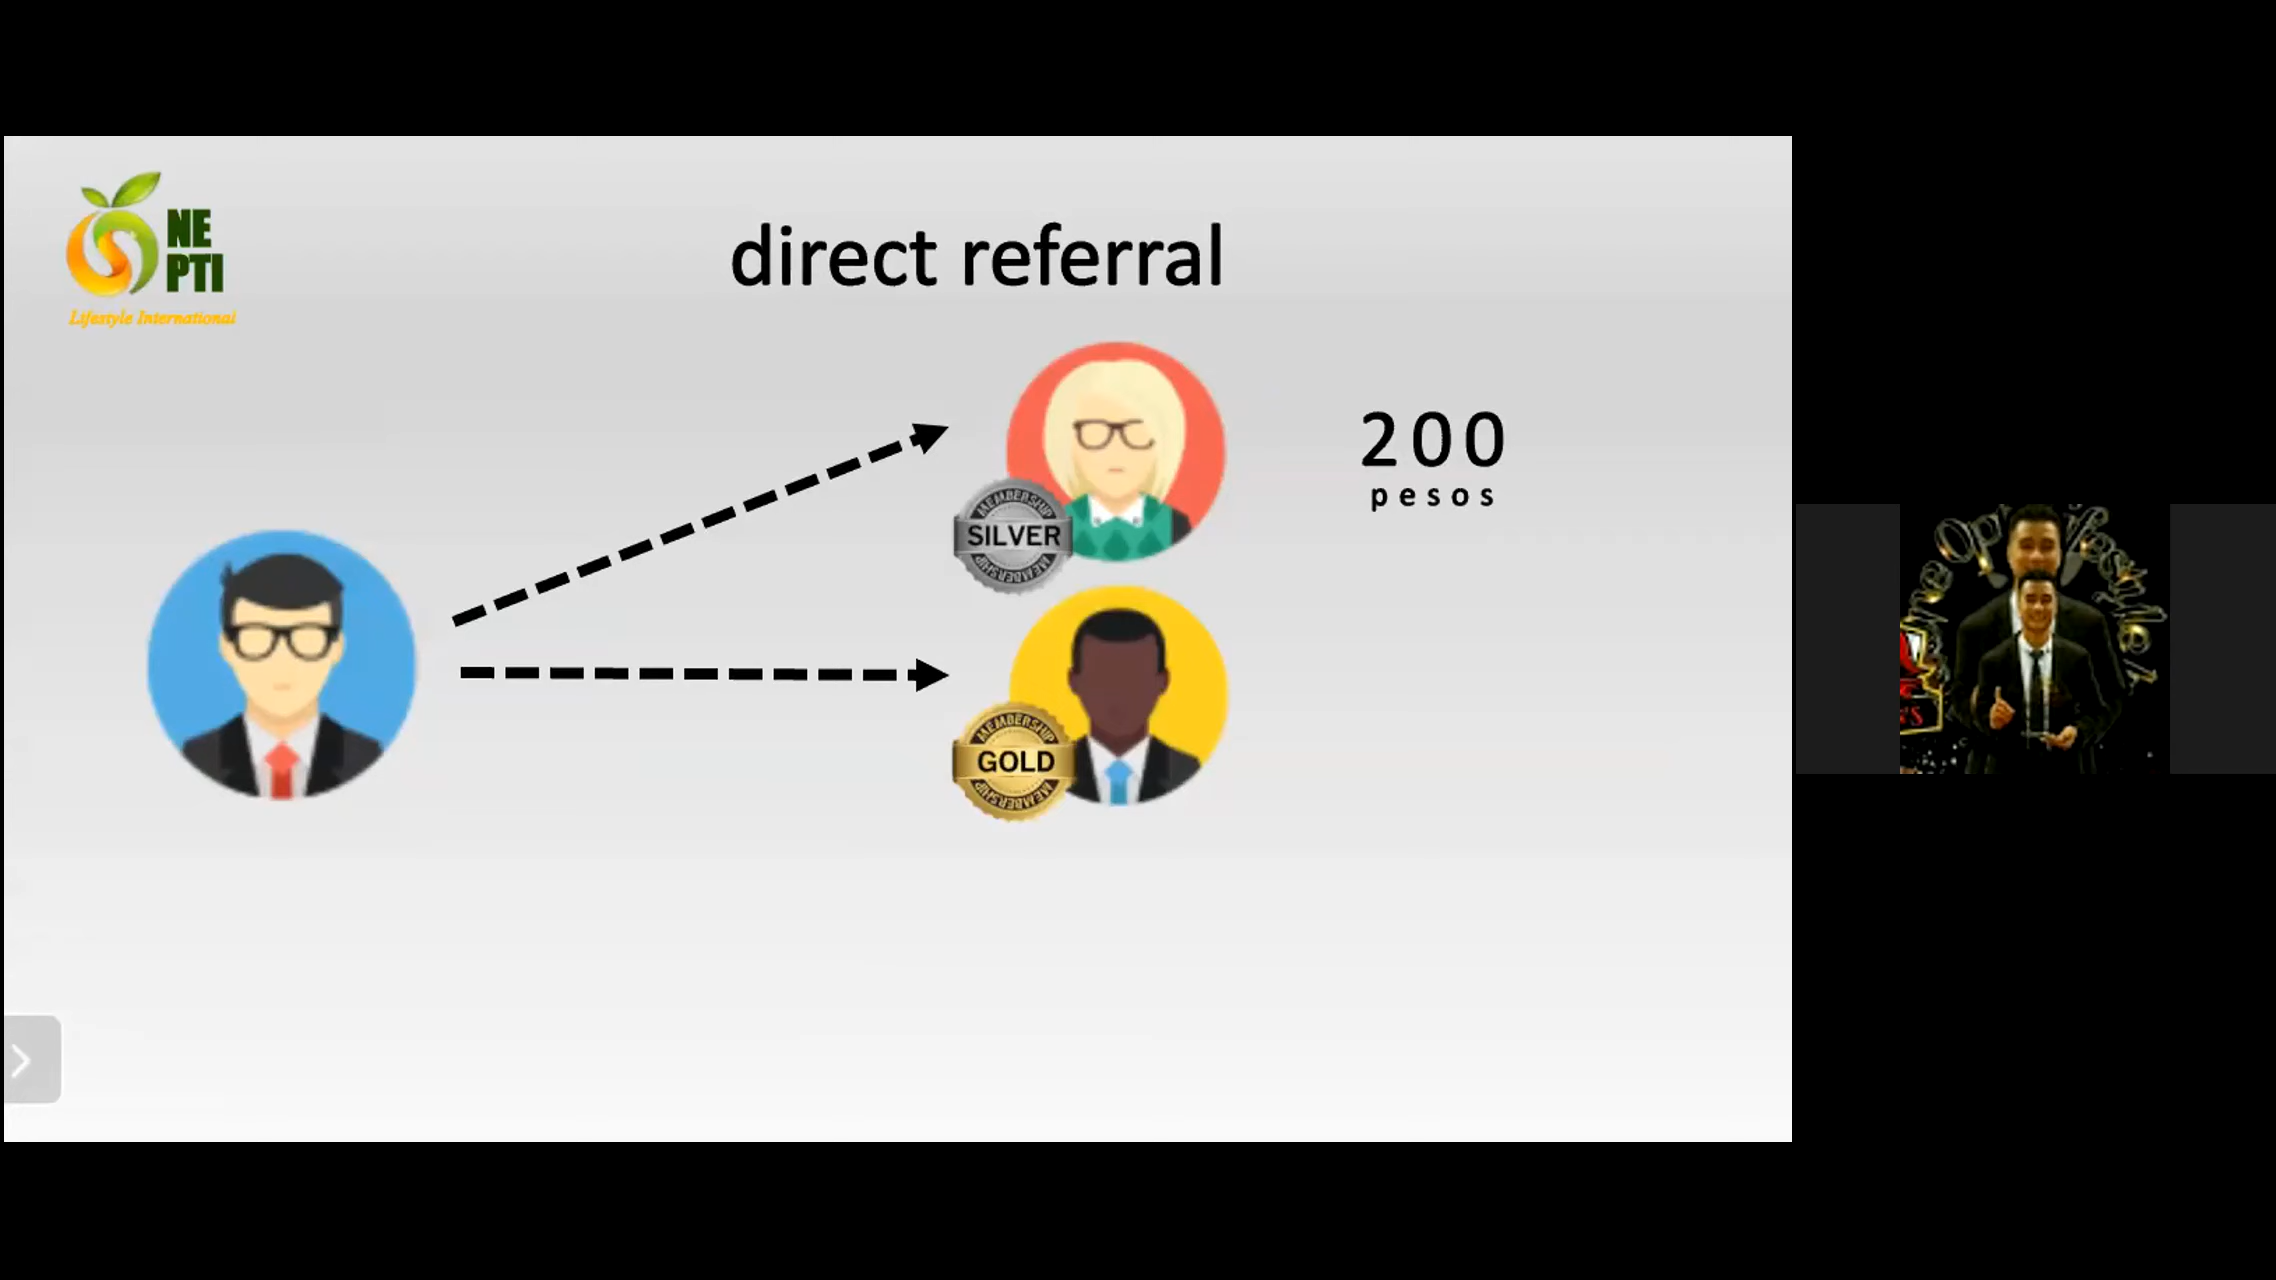 NE
PTI
Lifestyle International
direct referral
200
pesos
MEMBERSHIP
SILVER
MEMBERSHIP
MEMBERSHIP
GOLD
MEMBERSHIP